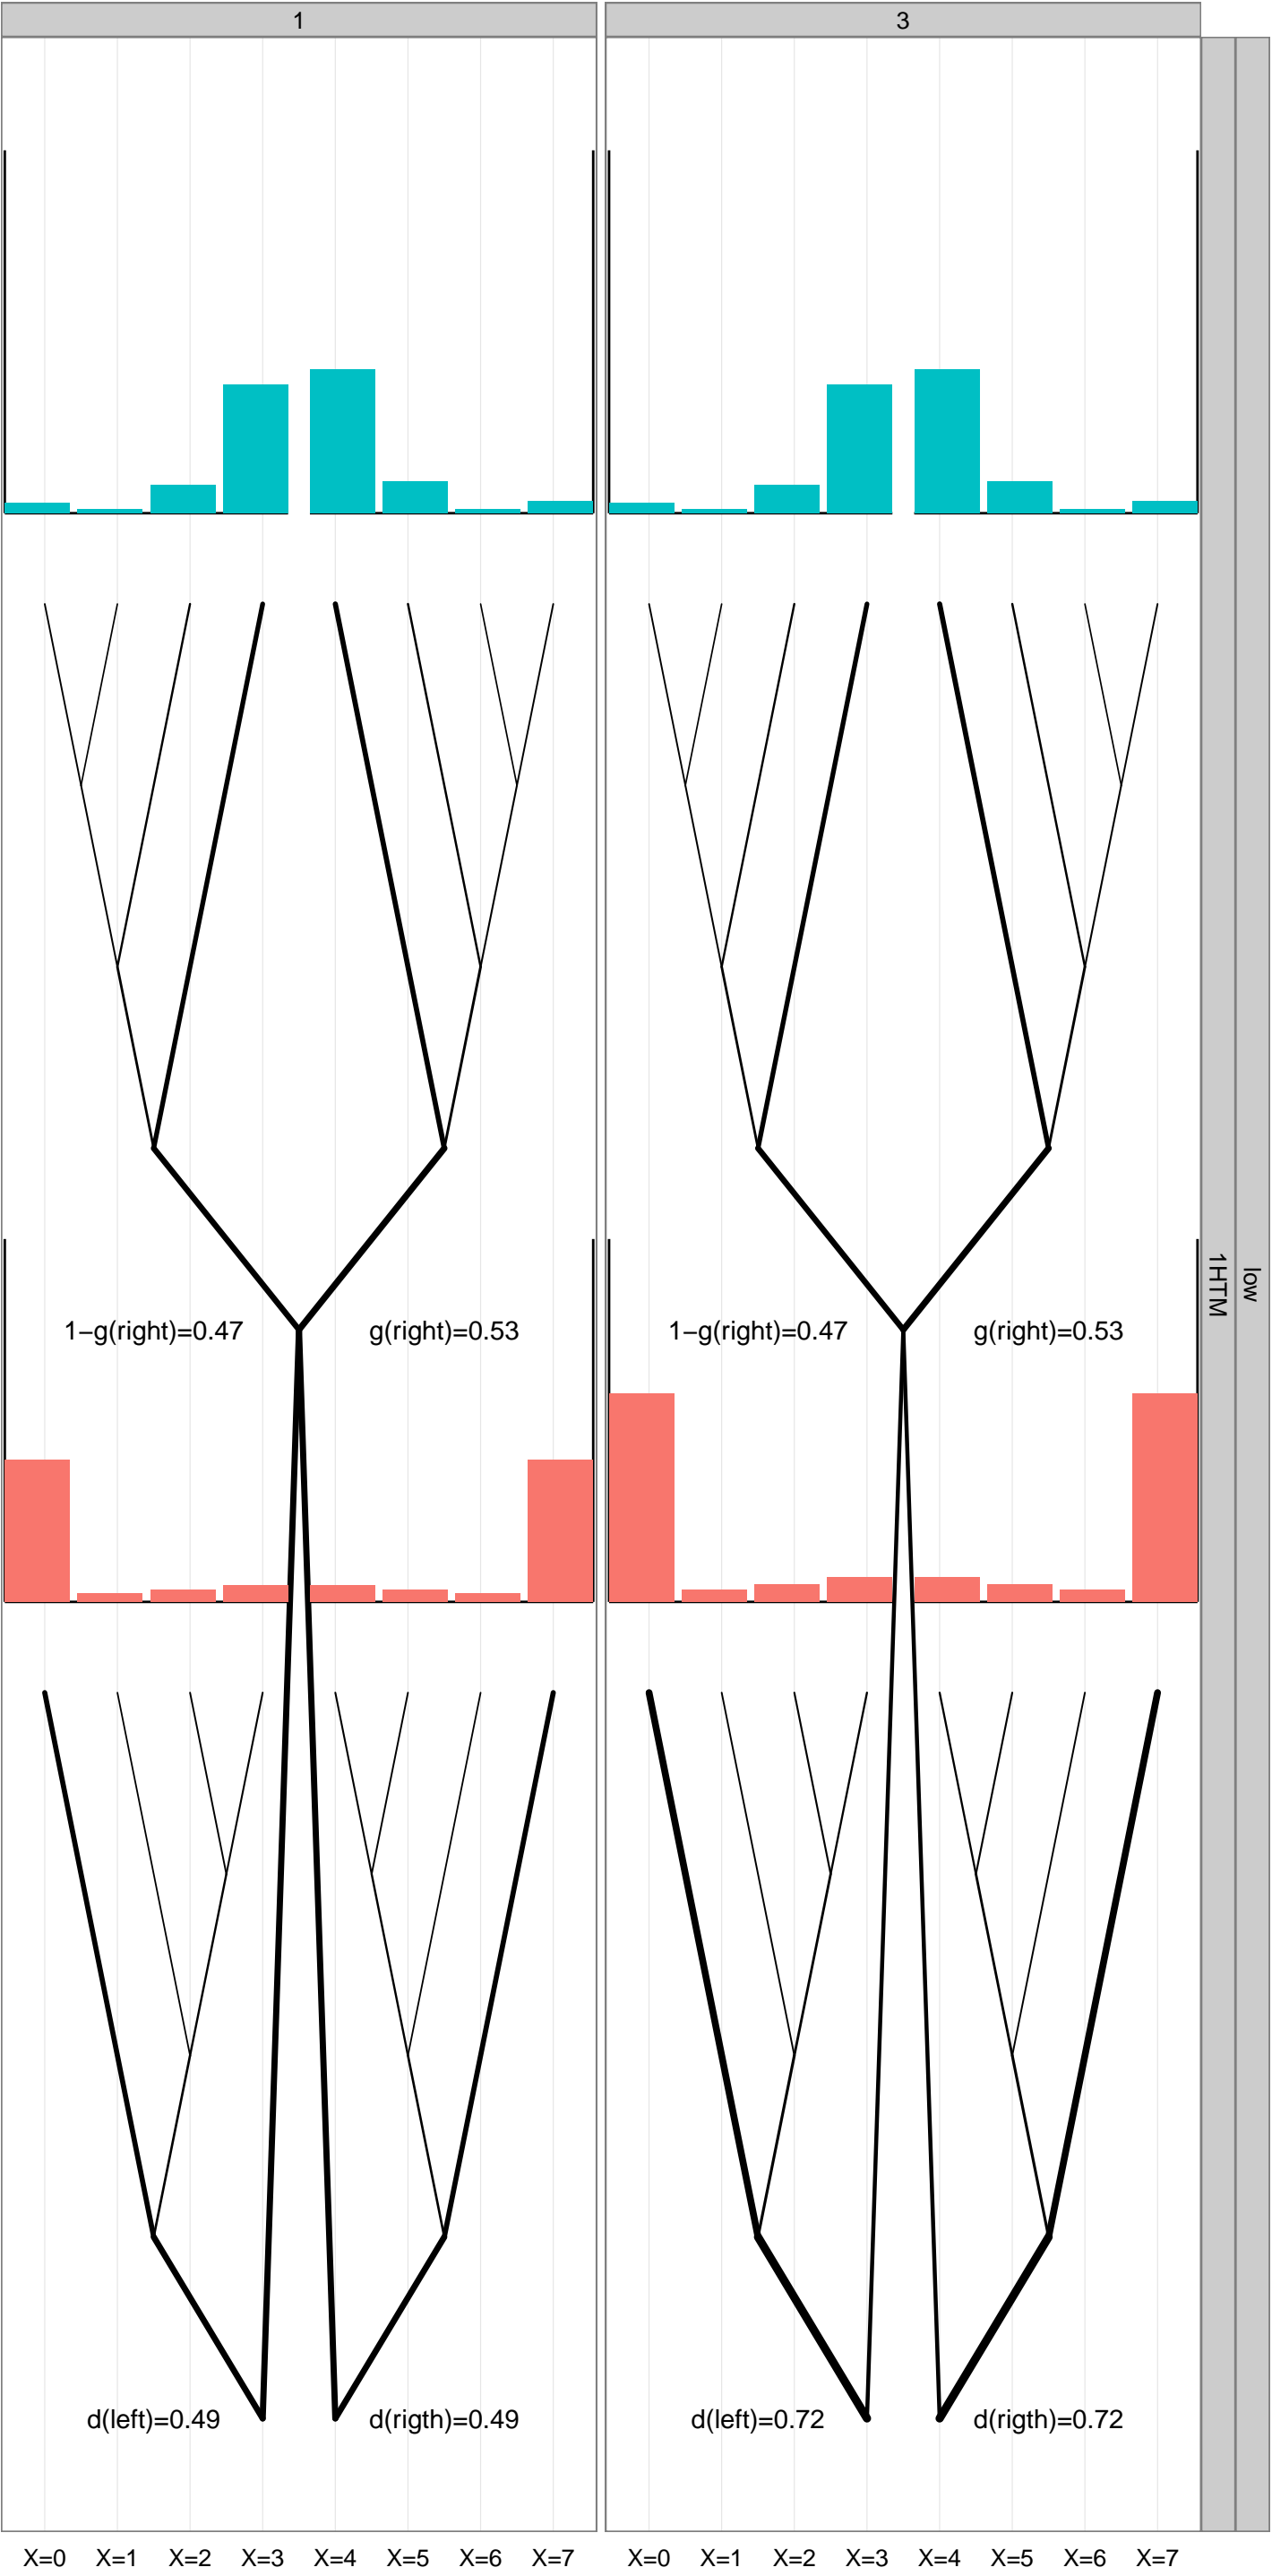 1 3
1−g(right)=0.47 g(right)=0.53 1−g(right)=0.47 g(right)=0.53
1HTM
low
d(left)=0.49 d(rigth)=0.49 d(left)=0.72 d(rigth)=0.72
X=0 X=1 X=2 X=3 X=4 X=5 X=6 X=7 X=0 X=1 X=2 X=3 X=4 X=5 X=6 X=7